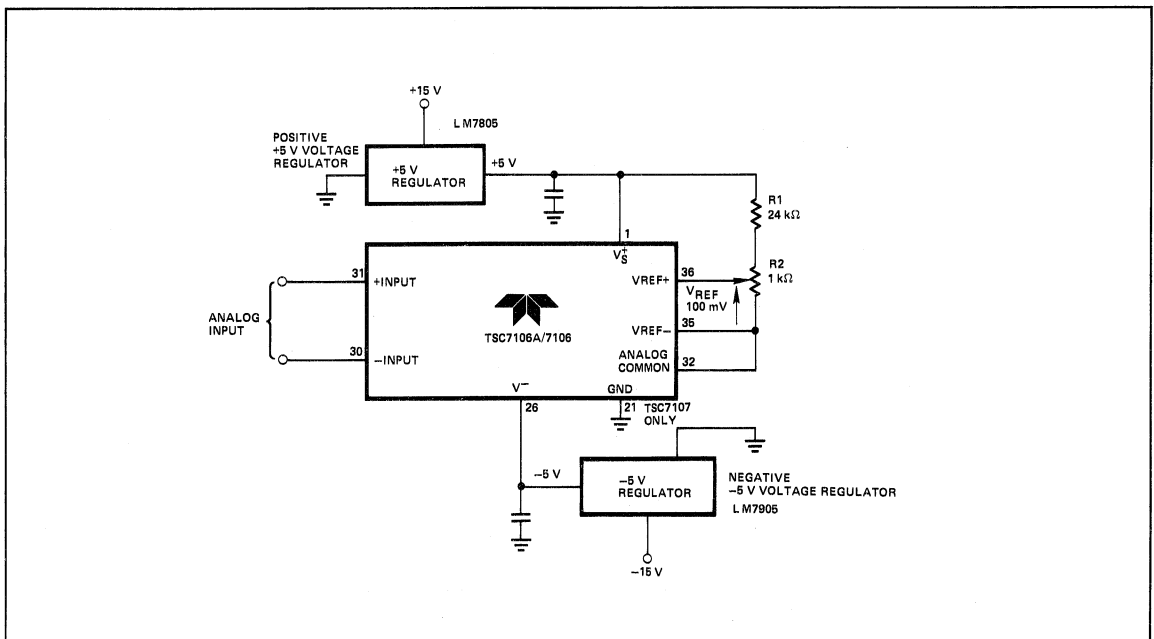 +15 V
LM7805
POSITIVE
+5 V VOLTAGE
REGULATOR
+5 V
REGULATOR
+5 V
R1
24 kΩ
1
V+S
R2
1 kΩ
31
+INPUT
VREF+
36
VREF
100 mV
ANALOG
INPUT
TSC7106A/7106
VREF−
35
30
−INPUT
ANALOG
COMMON
32
V−
26
GND
21
TSC7107
ONLY
−5 V
−5 V
REGULATOR
NEGATIVE
−5 V VOLTAGE REGULATOR
LM7905
−15 V